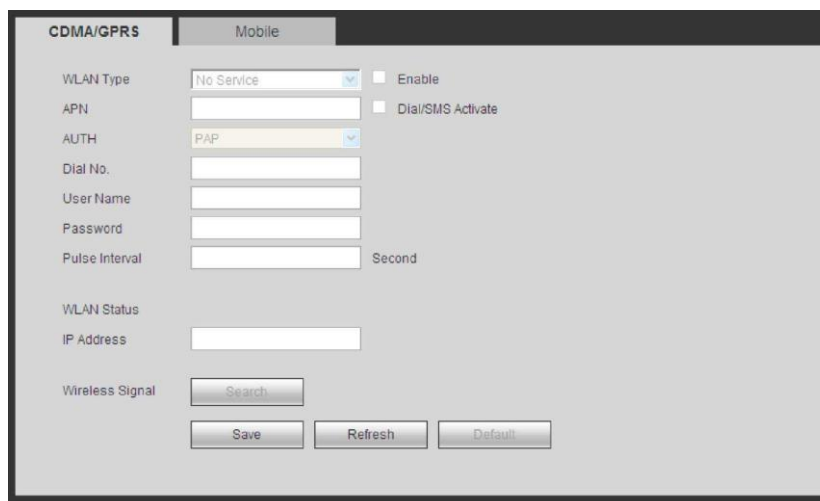 CDMA/GPRS Mobile
WLAN Type No Service Enable
APN Dial/SMS Activate
AUTH PAP
Dial No.
User Name
Password
Pulse Interval Second
WLAN Status
IP Address
Wireless Signal Search
Save Refresh Default